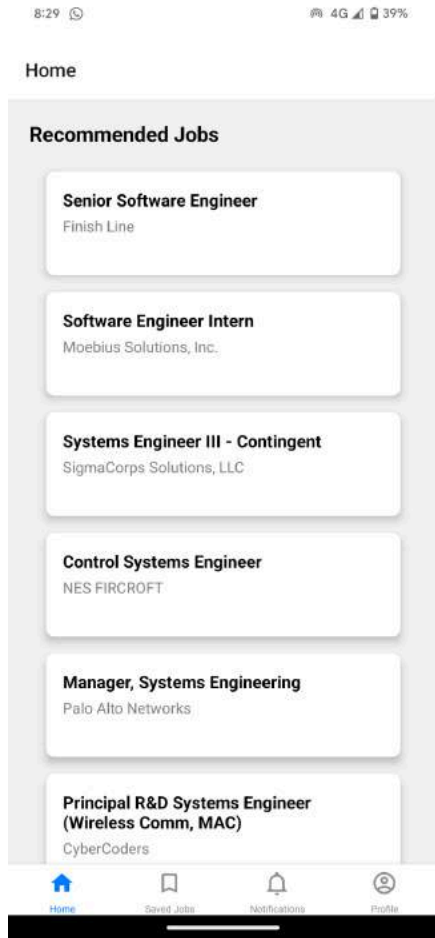 8:29
4G 39%
Home
Recommended Jobs
Senior Software Engineer
Finish Line
Software Engineer Intern
Moebius Solutions, Inc.
Systems Engineer III - Contingent
SigmaCorps Solutions, LLC
Control Systems Engineer
NES FIRCROFT
Manager, Systems Engineering
Palo Alto Networks
Principal R&D Systems Engineer
(Wireless Comm, MAC)
CyberCoders
Home Saved Jobs Notifications Profile